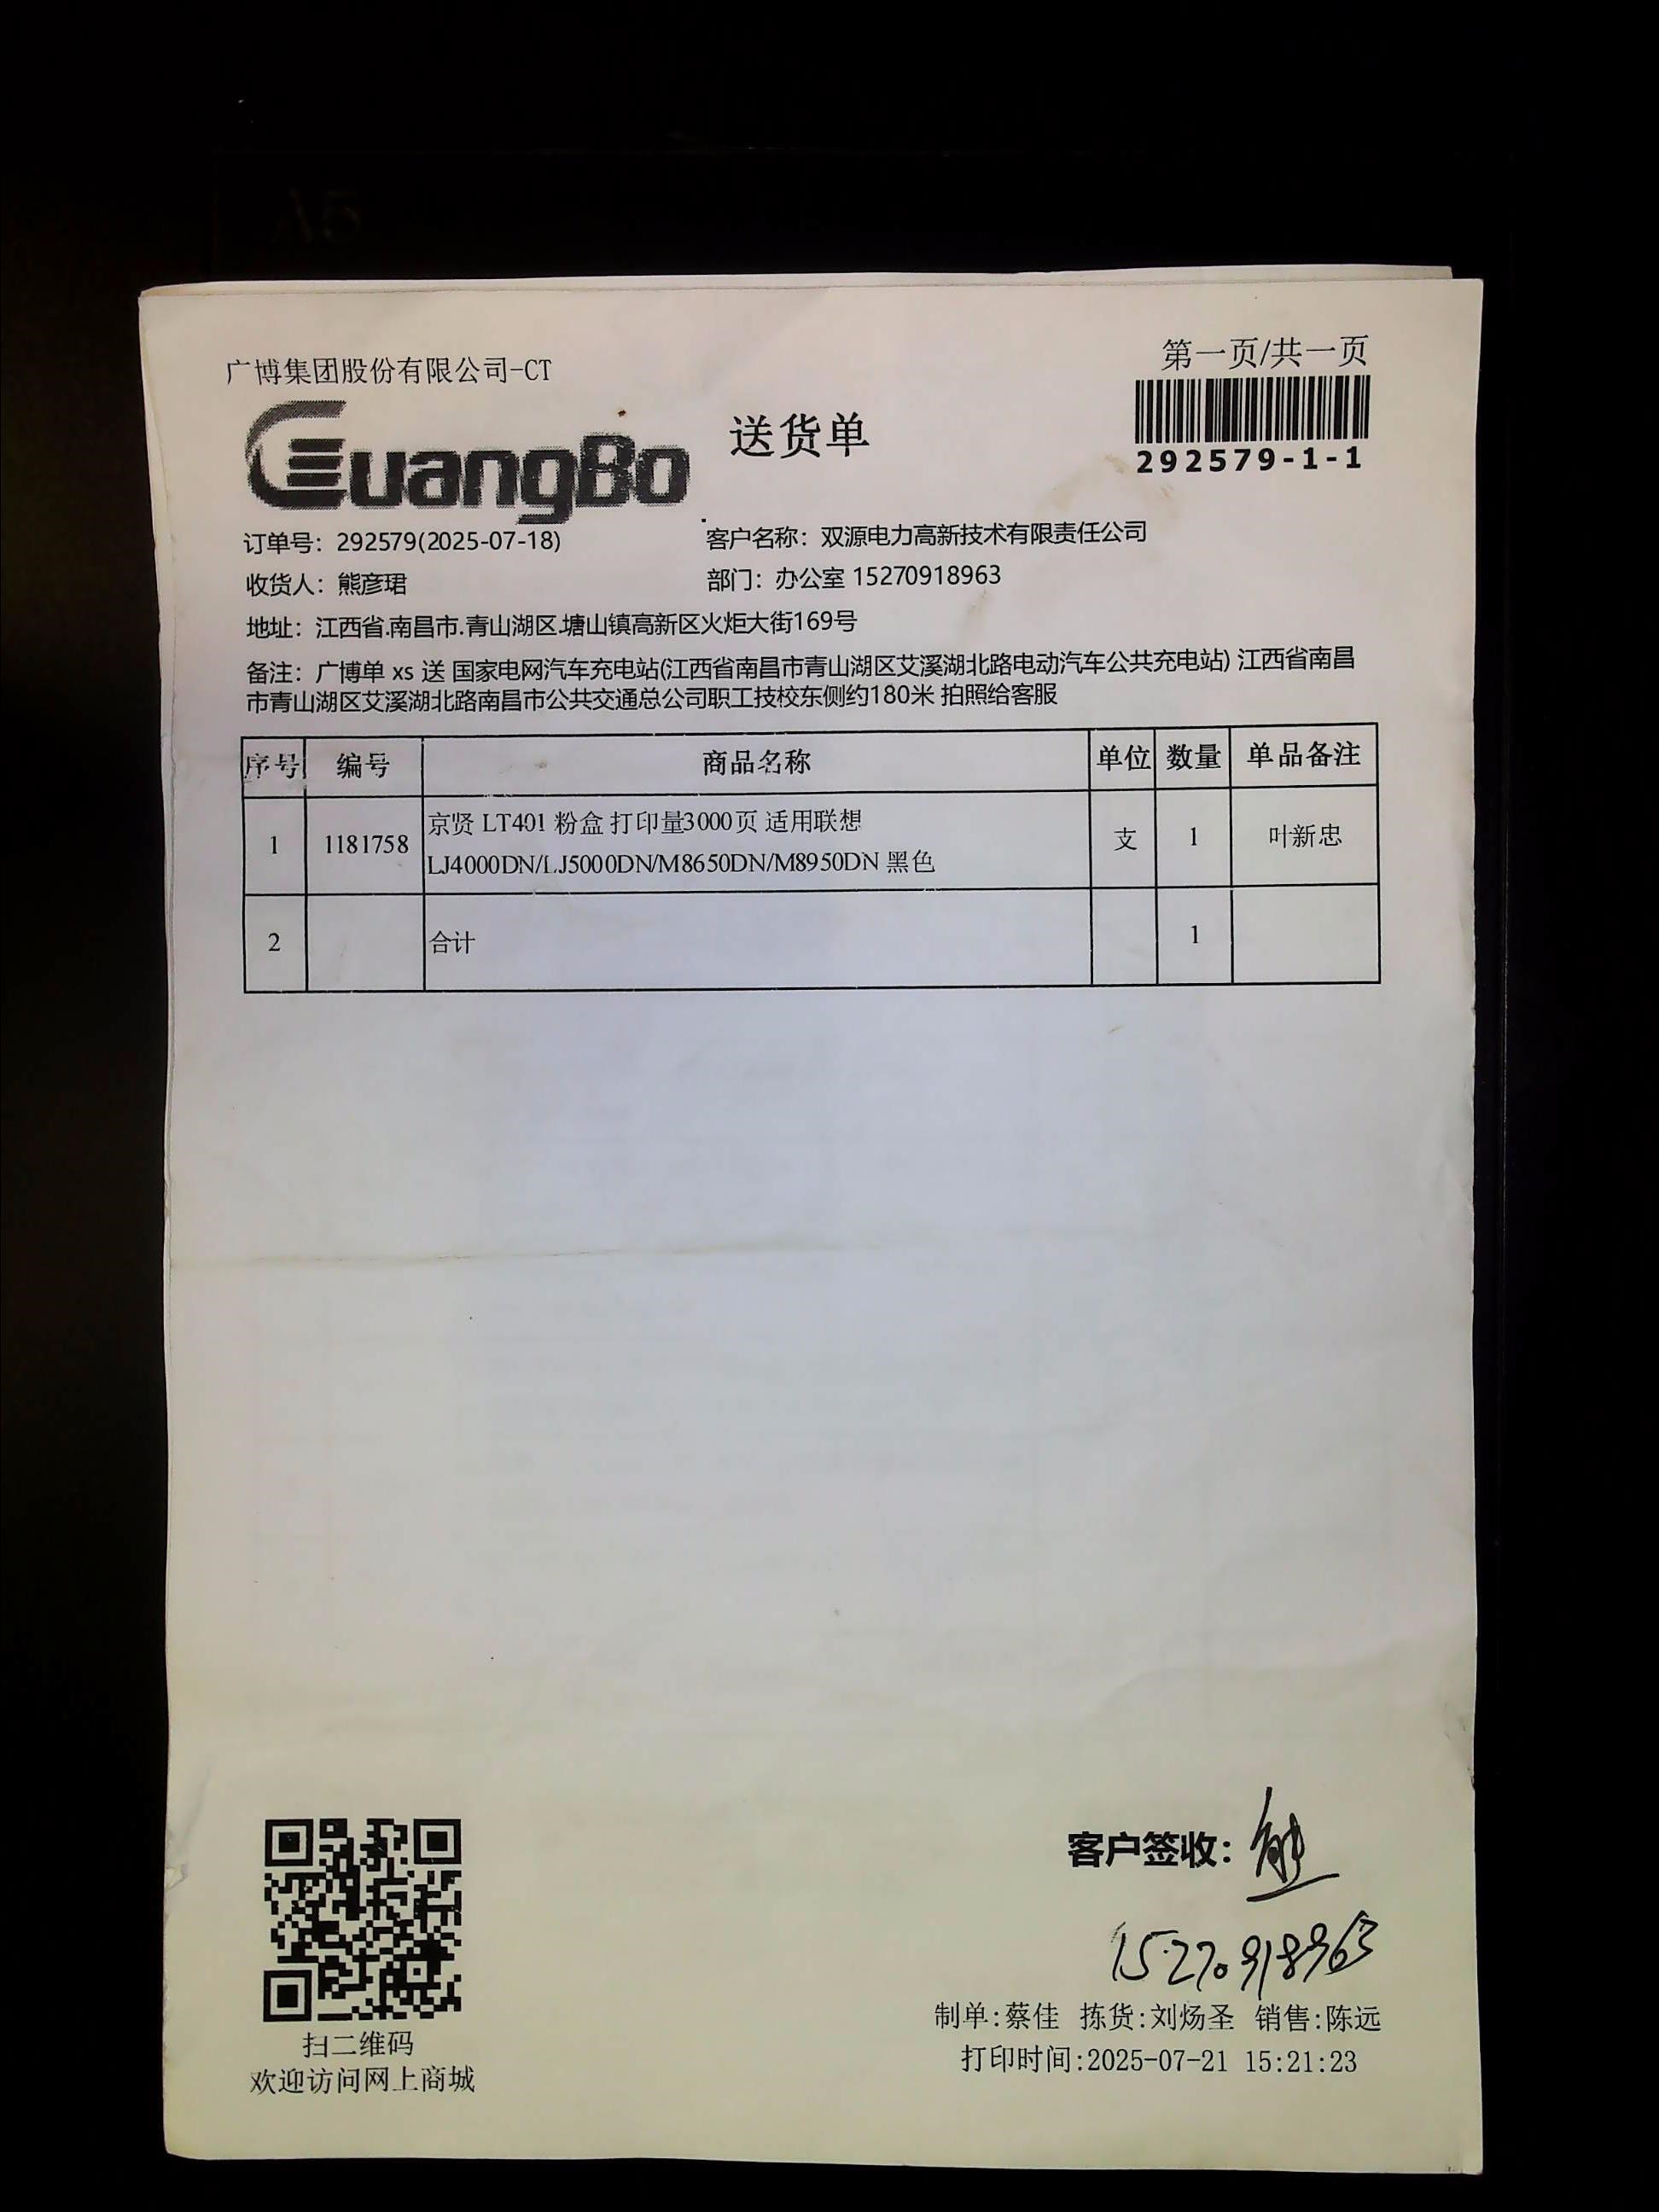 A5
第一页/共一页
广博集团股份有限公司-CT
GuangBo
送货单
292579-1-1
订单号：292579(2025-07-18) 客户名称：双源电力高新技术有限责任公司
收货人：熊彦珺 部门：办公室 15270918963
地址：江西省.南昌市.青山湖区.塘山镇高新区火炬大街169号
备注：广博单 xs 送 国家电网汽车充电站(江西省南昌市青山湖区艾溪湖北路电动汽车公共充电站) 江西省南昌
市青山湖区艾溪湖北路南昌市公共交通总公司职工技校东侧约180米 拍照给客服
序号 编号 商品名称 单位 数量 单品备注
1 1181758 京贤 LT401 粉盒 打印量3000页 适用联想
LJ4000DN/LJ5000DN/M8650DN/M8950DN 黑色 支 1 叶新忠
2 合计 1
客户签收：熊
15270918963
制单:蔡佳 拣货:刘炀圣 销售:陈远
打印时间:2025-07-21 15:21:23
扫二维码
欢迎访问网上商城